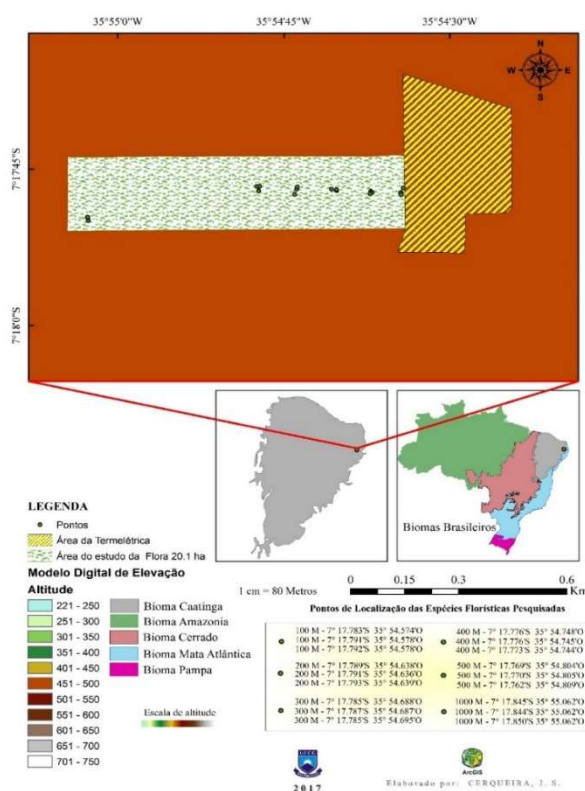 35°55'0"W 35°54'45"W 35°54'30"W
N
W E
S
7°17'45"S
7°18'0"S
LEGENDA
Pontos
Área da Termelétrica
Área do estudo da Flora 20.1 ha
Modelo Digital de Elevação
Altitude
221 - 250
251 - 300
301 - 350
351 - 400
401 - 450
451 - 500
501 - 550
551 - 600
601 - 650
651 - 700
701 - 750
Bioma Caatinga
Bioma Amazonia
Bioma Cerrado
Bioma Mata Atlântica
Bioma Pampa
Escala de altitude
Biomas Brasileiros
1 cm = 80 Metros
0 0.15 0.3 0.6
Km
Pontos de Localização das Espécies Florísticas Pesquisadas
100 M - 7° 17.783'S 35° 54.574'O
100 M - 7° 17.791'S 35° 54.578'O
100 M - 7° 17.792'S 35° 54.578'O
200 M - 7° 17.789'S 35° 54.638'O
200 M - 7° 17.791'S 35° 54.636'O
200 M - 7° 17.793'S 35° 54.639'O
300 M - 7° 17.785'S 35° 54.688'O
300 M - 7° 17.787'S 35° 54.687'O
300 M - 7° 17.785'S 35° 54.695'O
400 M - 7° 17.776'S 35° 54.748'O
400 M - 7° 17.776'S 35° 54.745'O
400 M - 7° 17.773'S 35° 54.744'O
500 M - 7° 17.769'S 35° 54.804'O
500 M - 7° 17.770'S 35° 54.805'O
500 M - 7° 17.762'S 35° 54.809'O
1000 M - 7° 17.845'S 35° 55.062'O
1000 M - 7° 17.844'S 35° 55.062'O
1000 M - 7° 17.850'S 35° 55.062'O
UFCG
2017
ArcGIS
Elaborado por: CERQUEIRA, J. S.